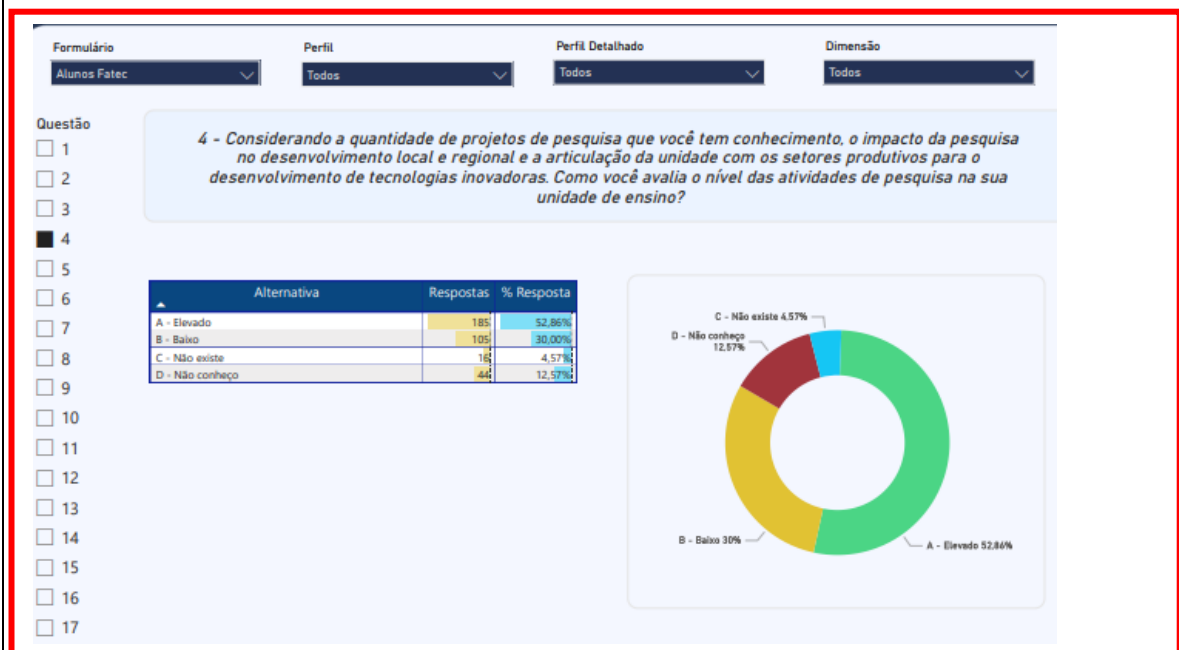 Formulário
Perfil
Perfil Detalhado
Dimensão
Alunos Fatec
Todos
Todos
Todos
Questão
1
2
3
4
5
6
7
8
9
10
11
12
13
14
15
16
17
4 - Considerando a quantidade de projetos de pesquisa que você tem conhecimento, o impacto da pesquisa
no desenvolvimento local e regional e a articulação da unidade com os setores produtivos para o
desenvolvimento de tecnologias inovadoras. Como você avalia o nível das atividades de pesquisa na sua
unidade de ensino?
Alternativa Respostas % Resposta
A - Elevado 185 52,86%
B - Baixo 105 30,00%
C - Não existe 16 4,57%
D - Não conheço 44 12,57%
C - Não existe 4,57%
D - Não conheço
12,57%
B - Baixo 30%
A - Elevado 52,86%